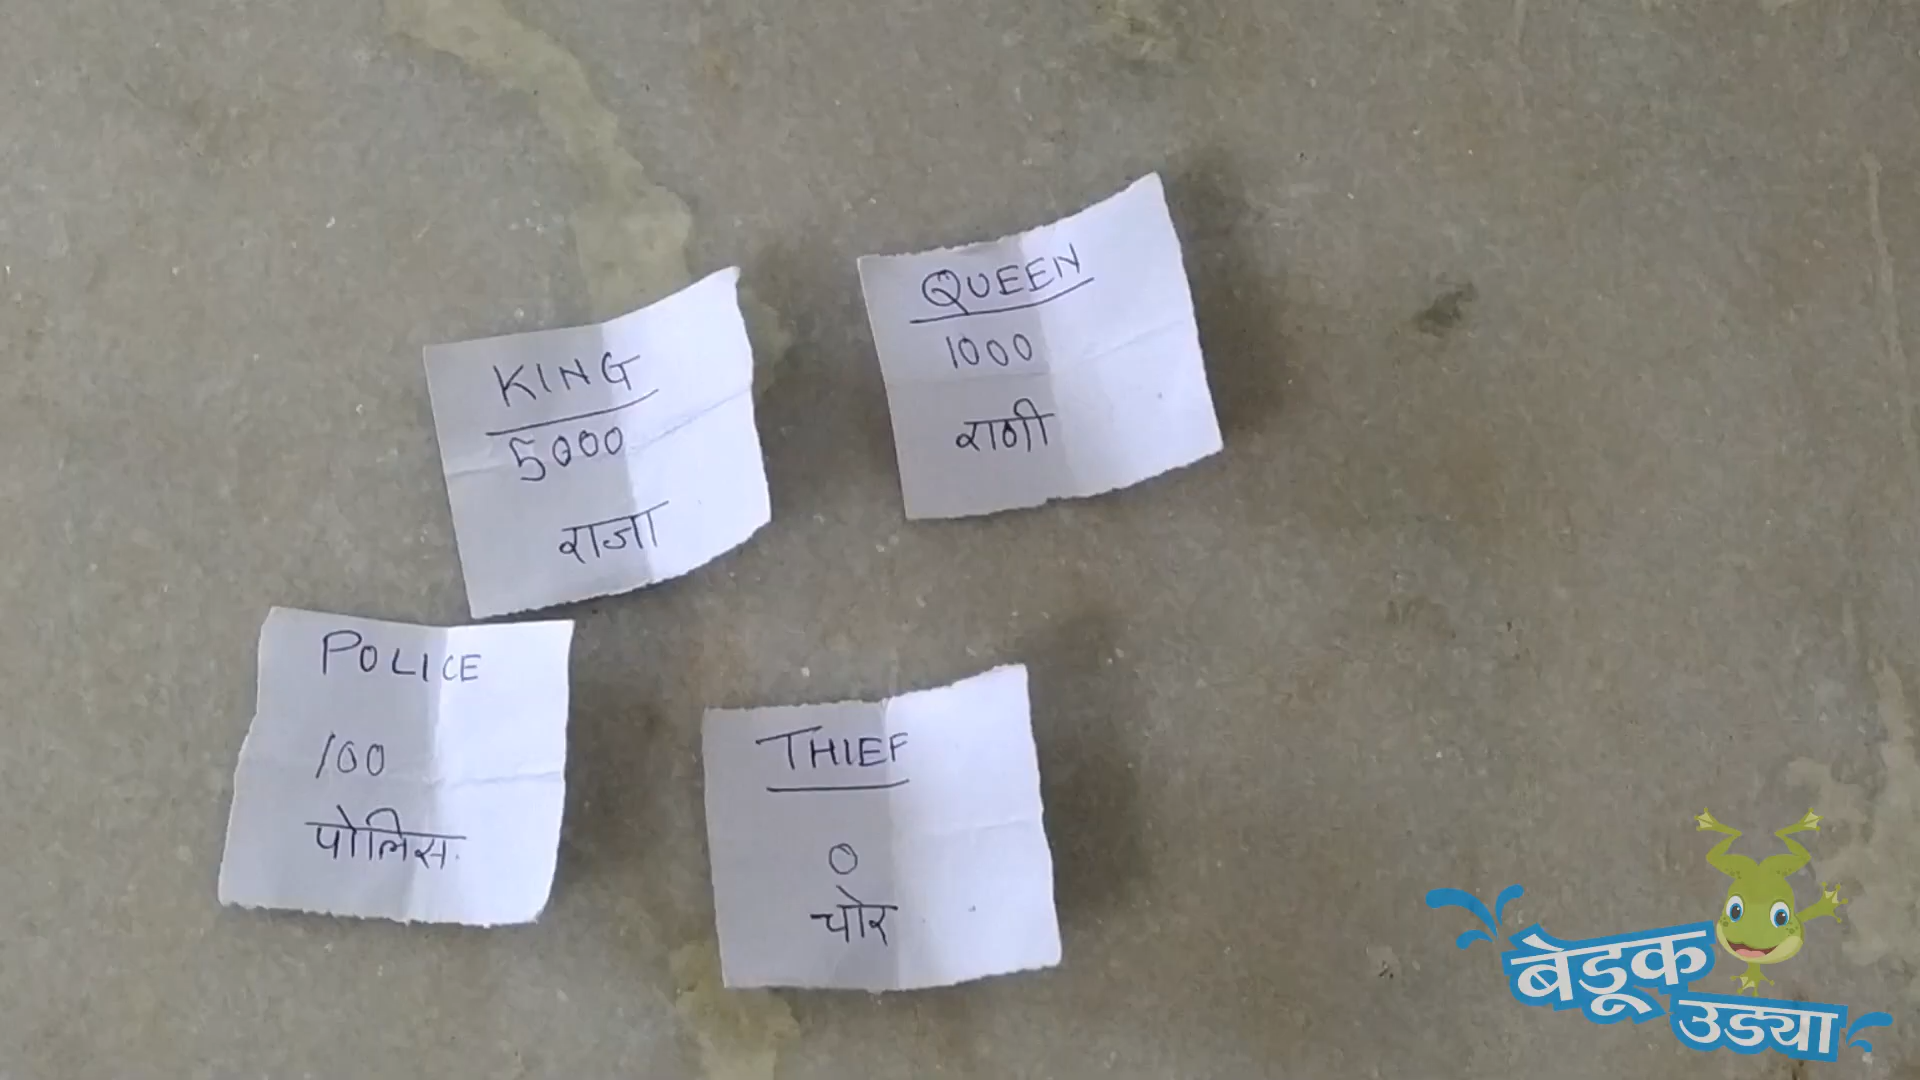 KING
5000
राजा
QUEEN
1000
राणी
POLICE
100
पोलिस.
THIEF
0
चोर
बेडूक
उड्या